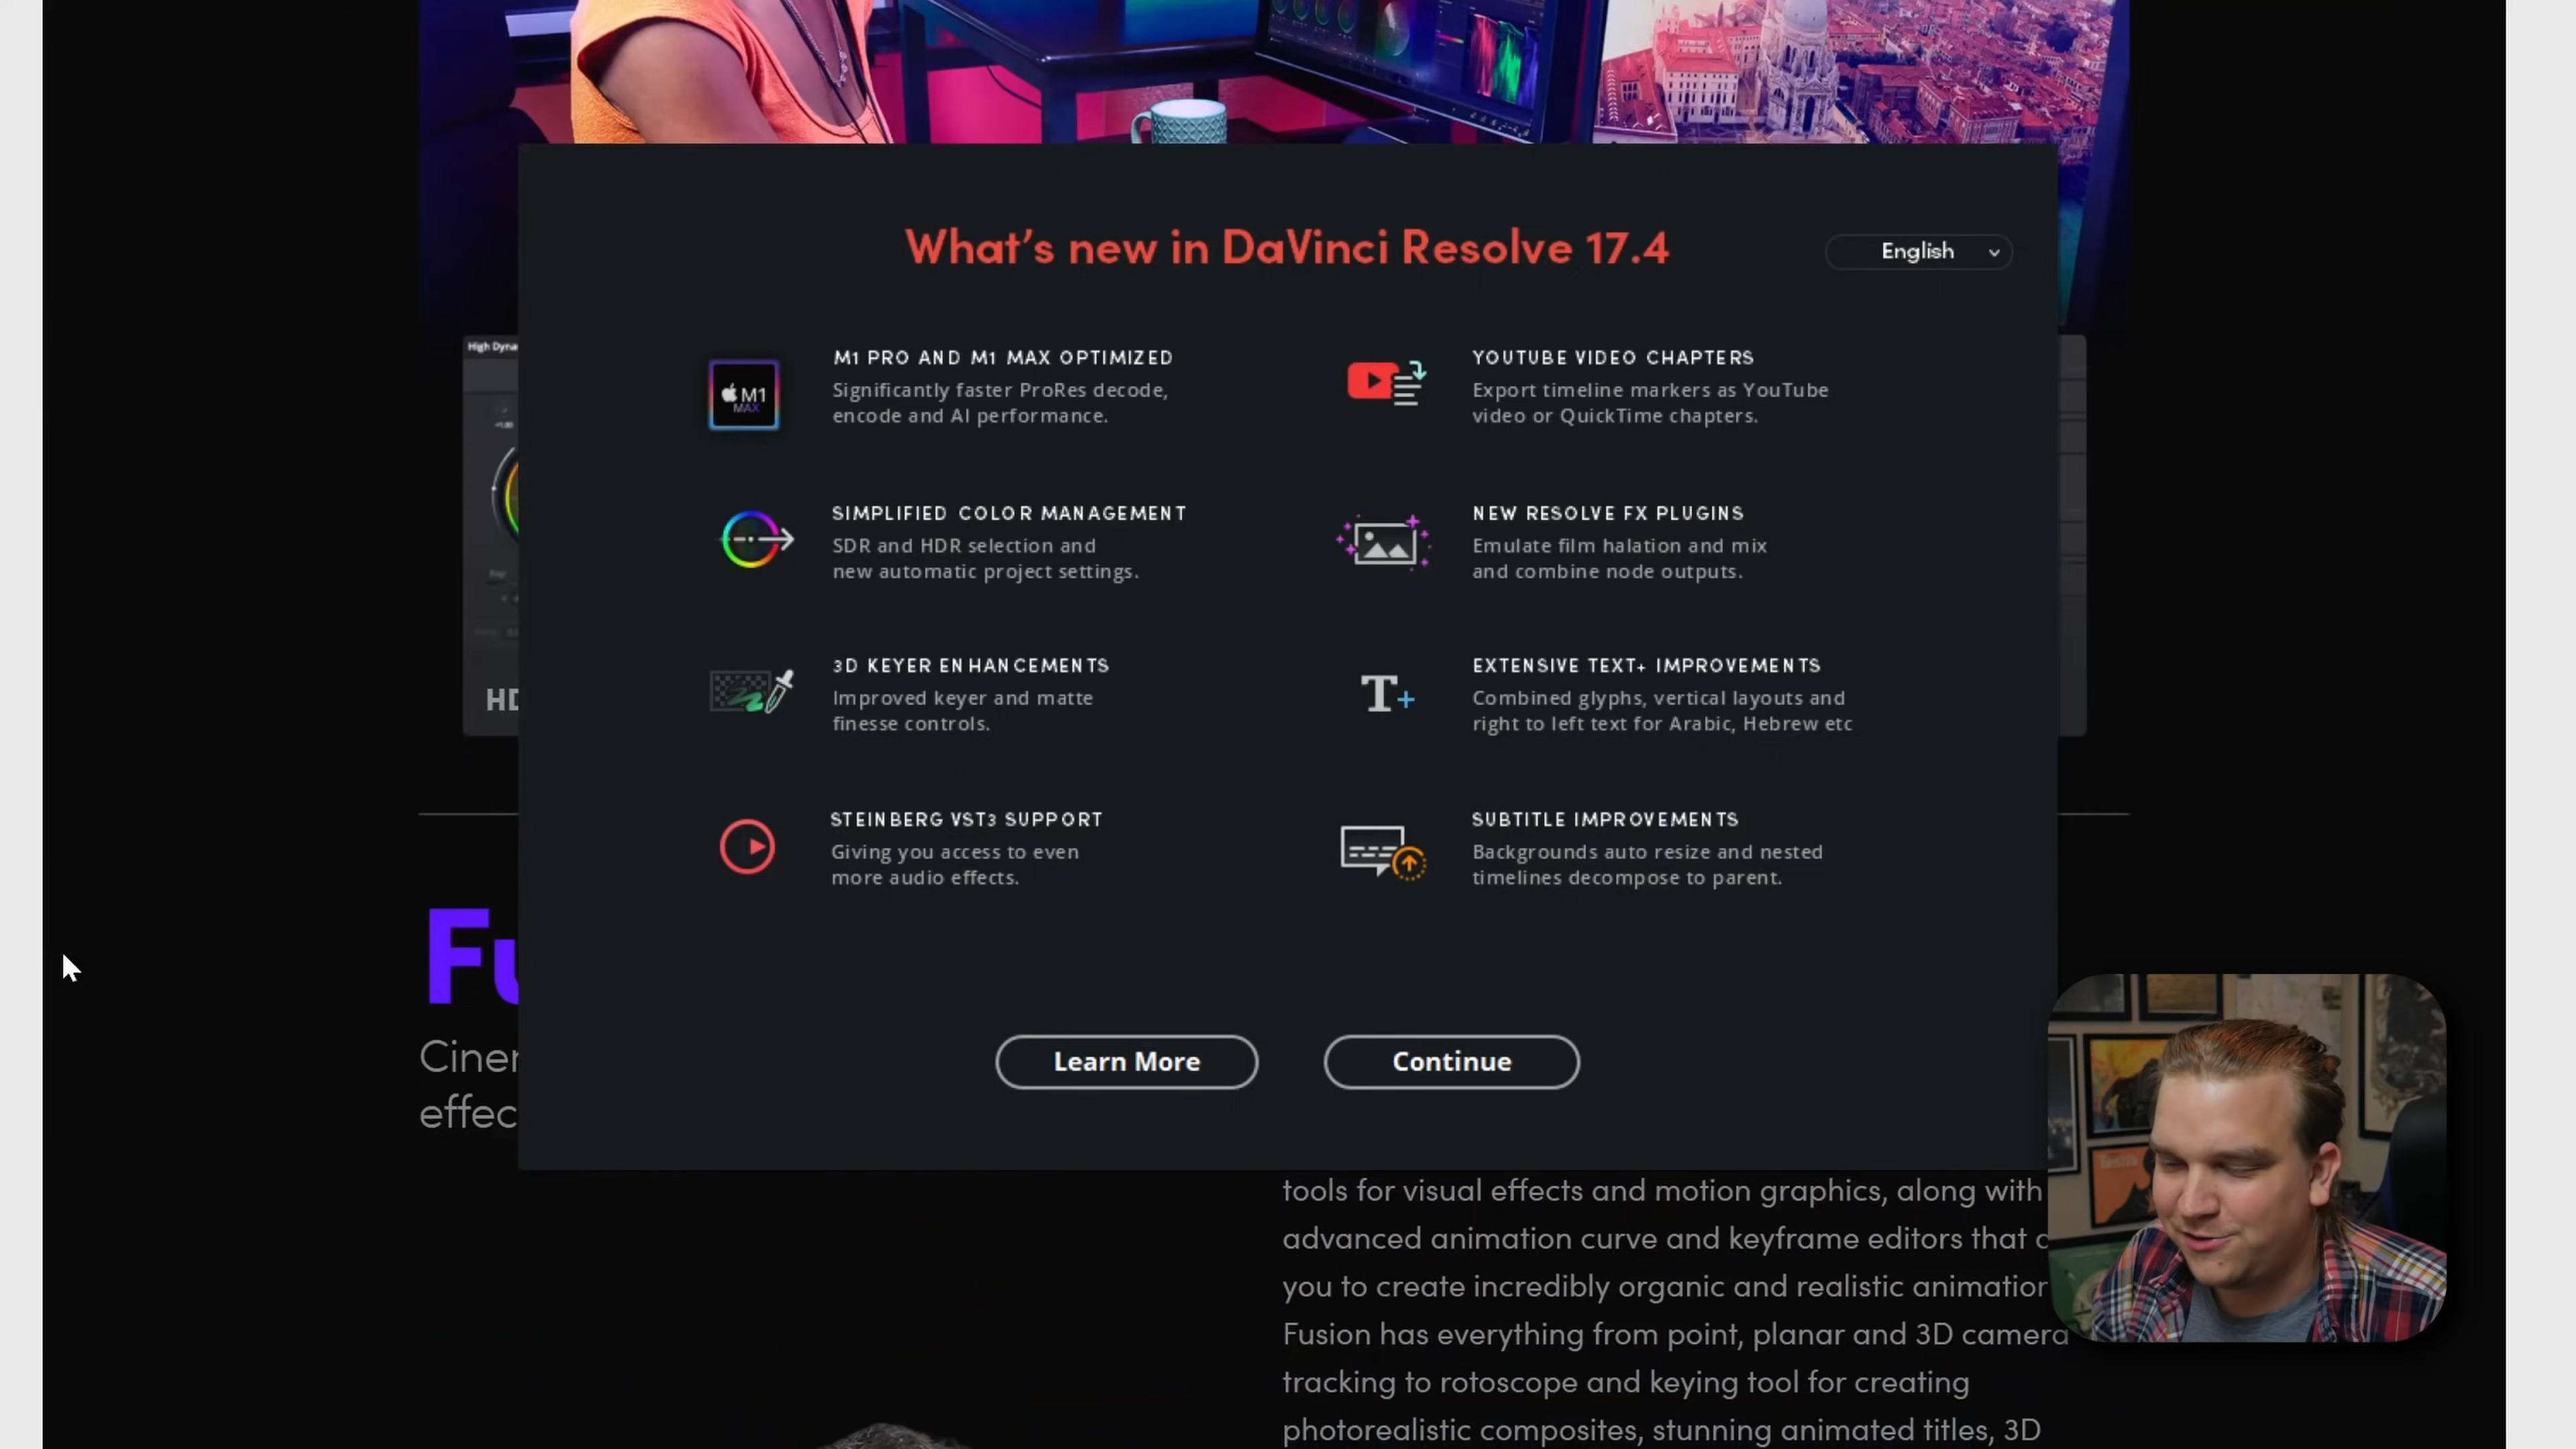 What's new in DaVinci Resolve 17.4
English
M1 PRO AND M1 MAX OPTIMIZED
Significantly faster ProRes decode,
encode and AI performance.
M1
MAX
YOUTUBE VIDEO CHAPTERS
Export timeline markers as YouTube
video or QuickTime chapters.
SIMPLIFIED COLOR MANAGEMENT
SDR and HDR selection and
new automatic project settings.
NEW RESOLVE FX PLUGINS
Emulate film halation and mix
and combine node outputs.
3D KEYER ENHANCEMENTS
Improved keyer and matte
finesse controls.
T+
EXTENSIVE TEXT+ IMPROVEMENTS
Combined glyphs, vertical layouts and
right to left text for Arabic, Hebrew etc
STEINBERG VST3 SUPPORT
Giving you access to even
more audio effects.
SUBTITLE IMPROVEMENTS
Backgrounds auto resize and nested
timelines decompose to parent.
Learn More
Continue
High Dyna
HD
Fu
Ciner
effec
tools for visual effects and motion graphics, along with
advanced animation curve and keyframe editors that
you to create incredibly organic and realistic animation
Fusion has everything from point, planar and 3D camera
tracking to rotoscope and keying tool for creating
photorealistic composites, stunning animated titles, 3D